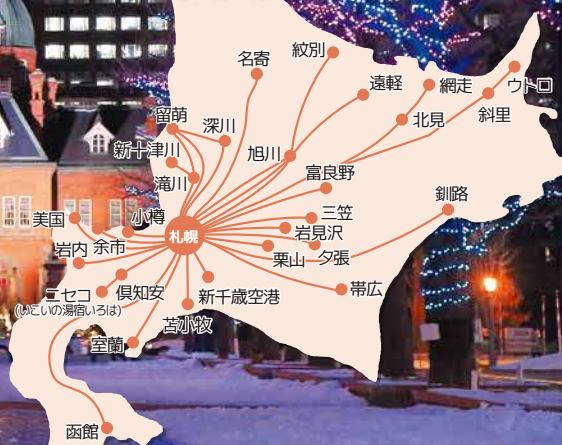 名寄
紋別
遠軽
網走
ウトロ
斜里
北見
留萌
深川
新十津川
滝川
旭川
富良野
釧路
美国
小樽
三笠
札幌
岩見沢
岩内
余市
栗山
夕張
ニセコ
(いこいの湯宿いろは)
倶知安
新千歳空港
帯広
苫小牧
室蘭
函館